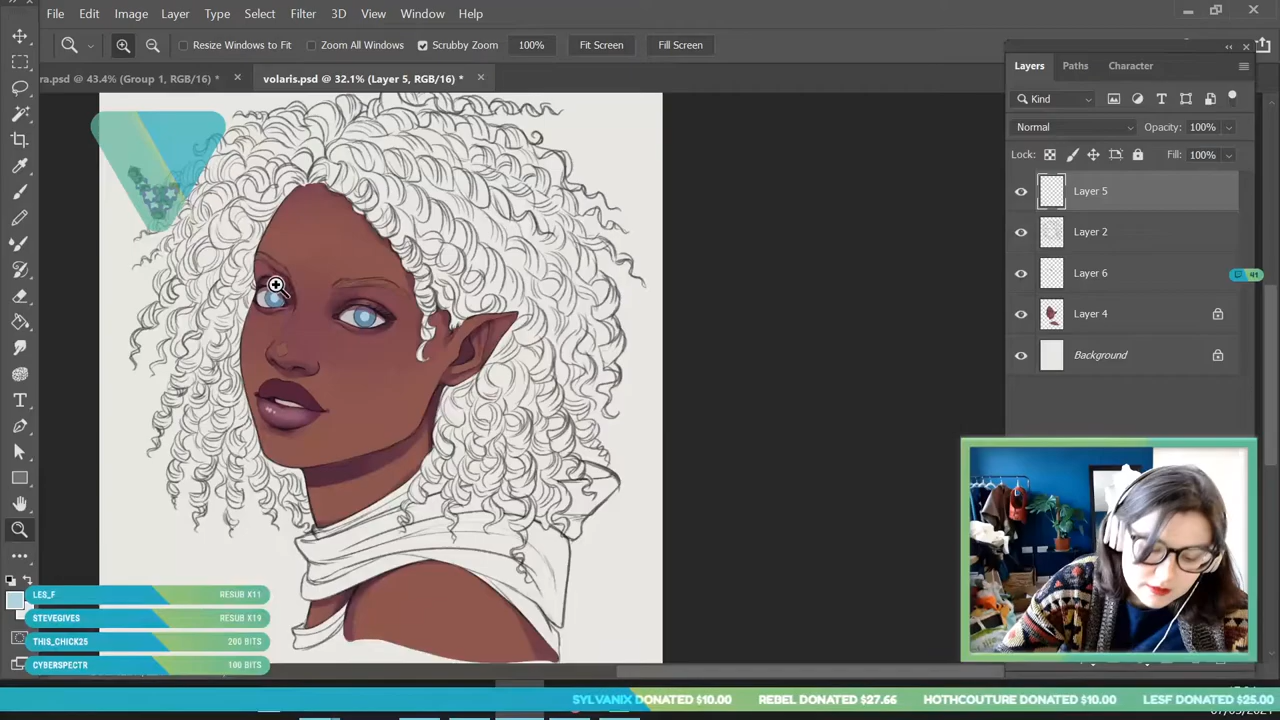 File Edit Image Layer Type Select Filter 3D View Window Help
Resize Windows to Fit Zoom All Windows Scrubby Zoom 100% Fit Screen Fill Screen
ra.psd @ 43.4% (Group 1, RGB/16) * volaris.psd @ 32.1% (Layer 5, RGB/16) *
Layers Paths Character
Kind
Normal Opacity: 100%
Lock: Fill: 100%
Layer 5
Layer 2
Layer 6
41
Layer 4
Background
LES_F RESUB X11
STEVEGIVES RESUB X19
THIS_CHICK25 200 BITS
CYBERSPECTR 100 BITS
SYLVANIX DONATED $10.00 REBEL DONATED $27.66 HOTHCOUTURE DONATED $10.00 LESF DONATED $25.00